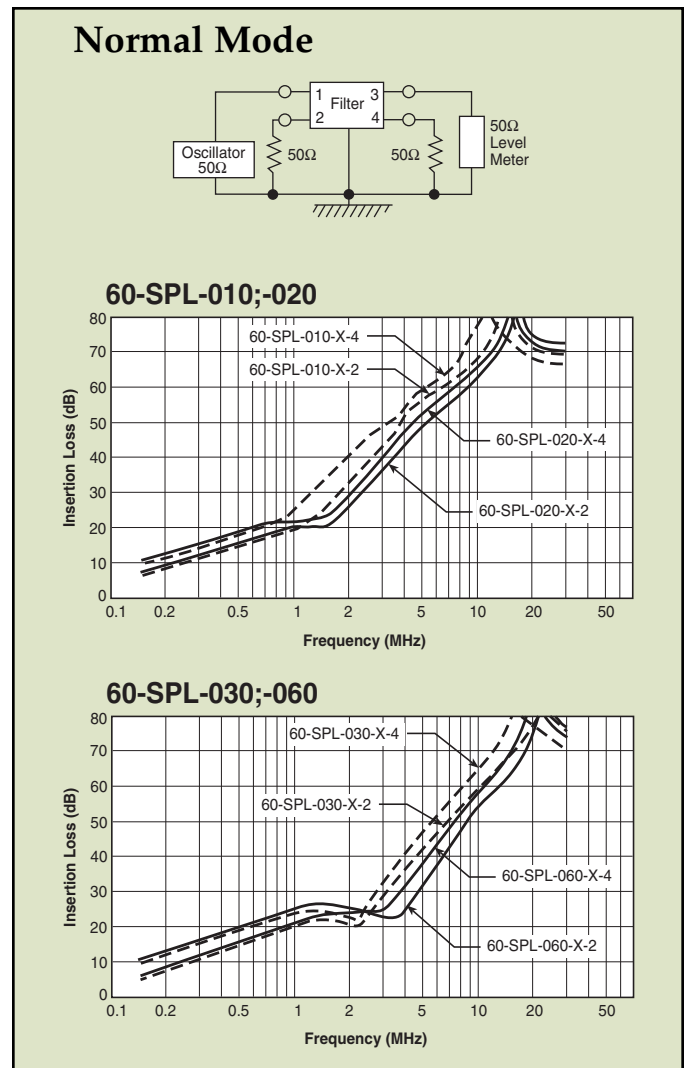 Normal Mode
1 3
Filter
2 4
Oscillator
50Ω
50Ω
50Ω
50Ω
Level
Meter
60-SPL-010;-020
Insertion Loss (dB)
80
70
60
50
40
30
20
10
0
60-SPL-010-X-4
60-SPL-010-X-2
60-SPL-020-X-4
60-SPL-020-X-2
0.1 0.2 0.5 1 2 5 10 20 50
Frequency (MHz)
60-SPL-030;-060
Insertion Loss (dB)
80
70
60
50
40
30
20
10
0
60-SPL-030-X-4
60-SPL-030-X-2
60-SPL-060-X-4
60-SPL-060-X-2
0.1 0.2 0.5 1 2 5 10 20 50
Frequency (MHz)